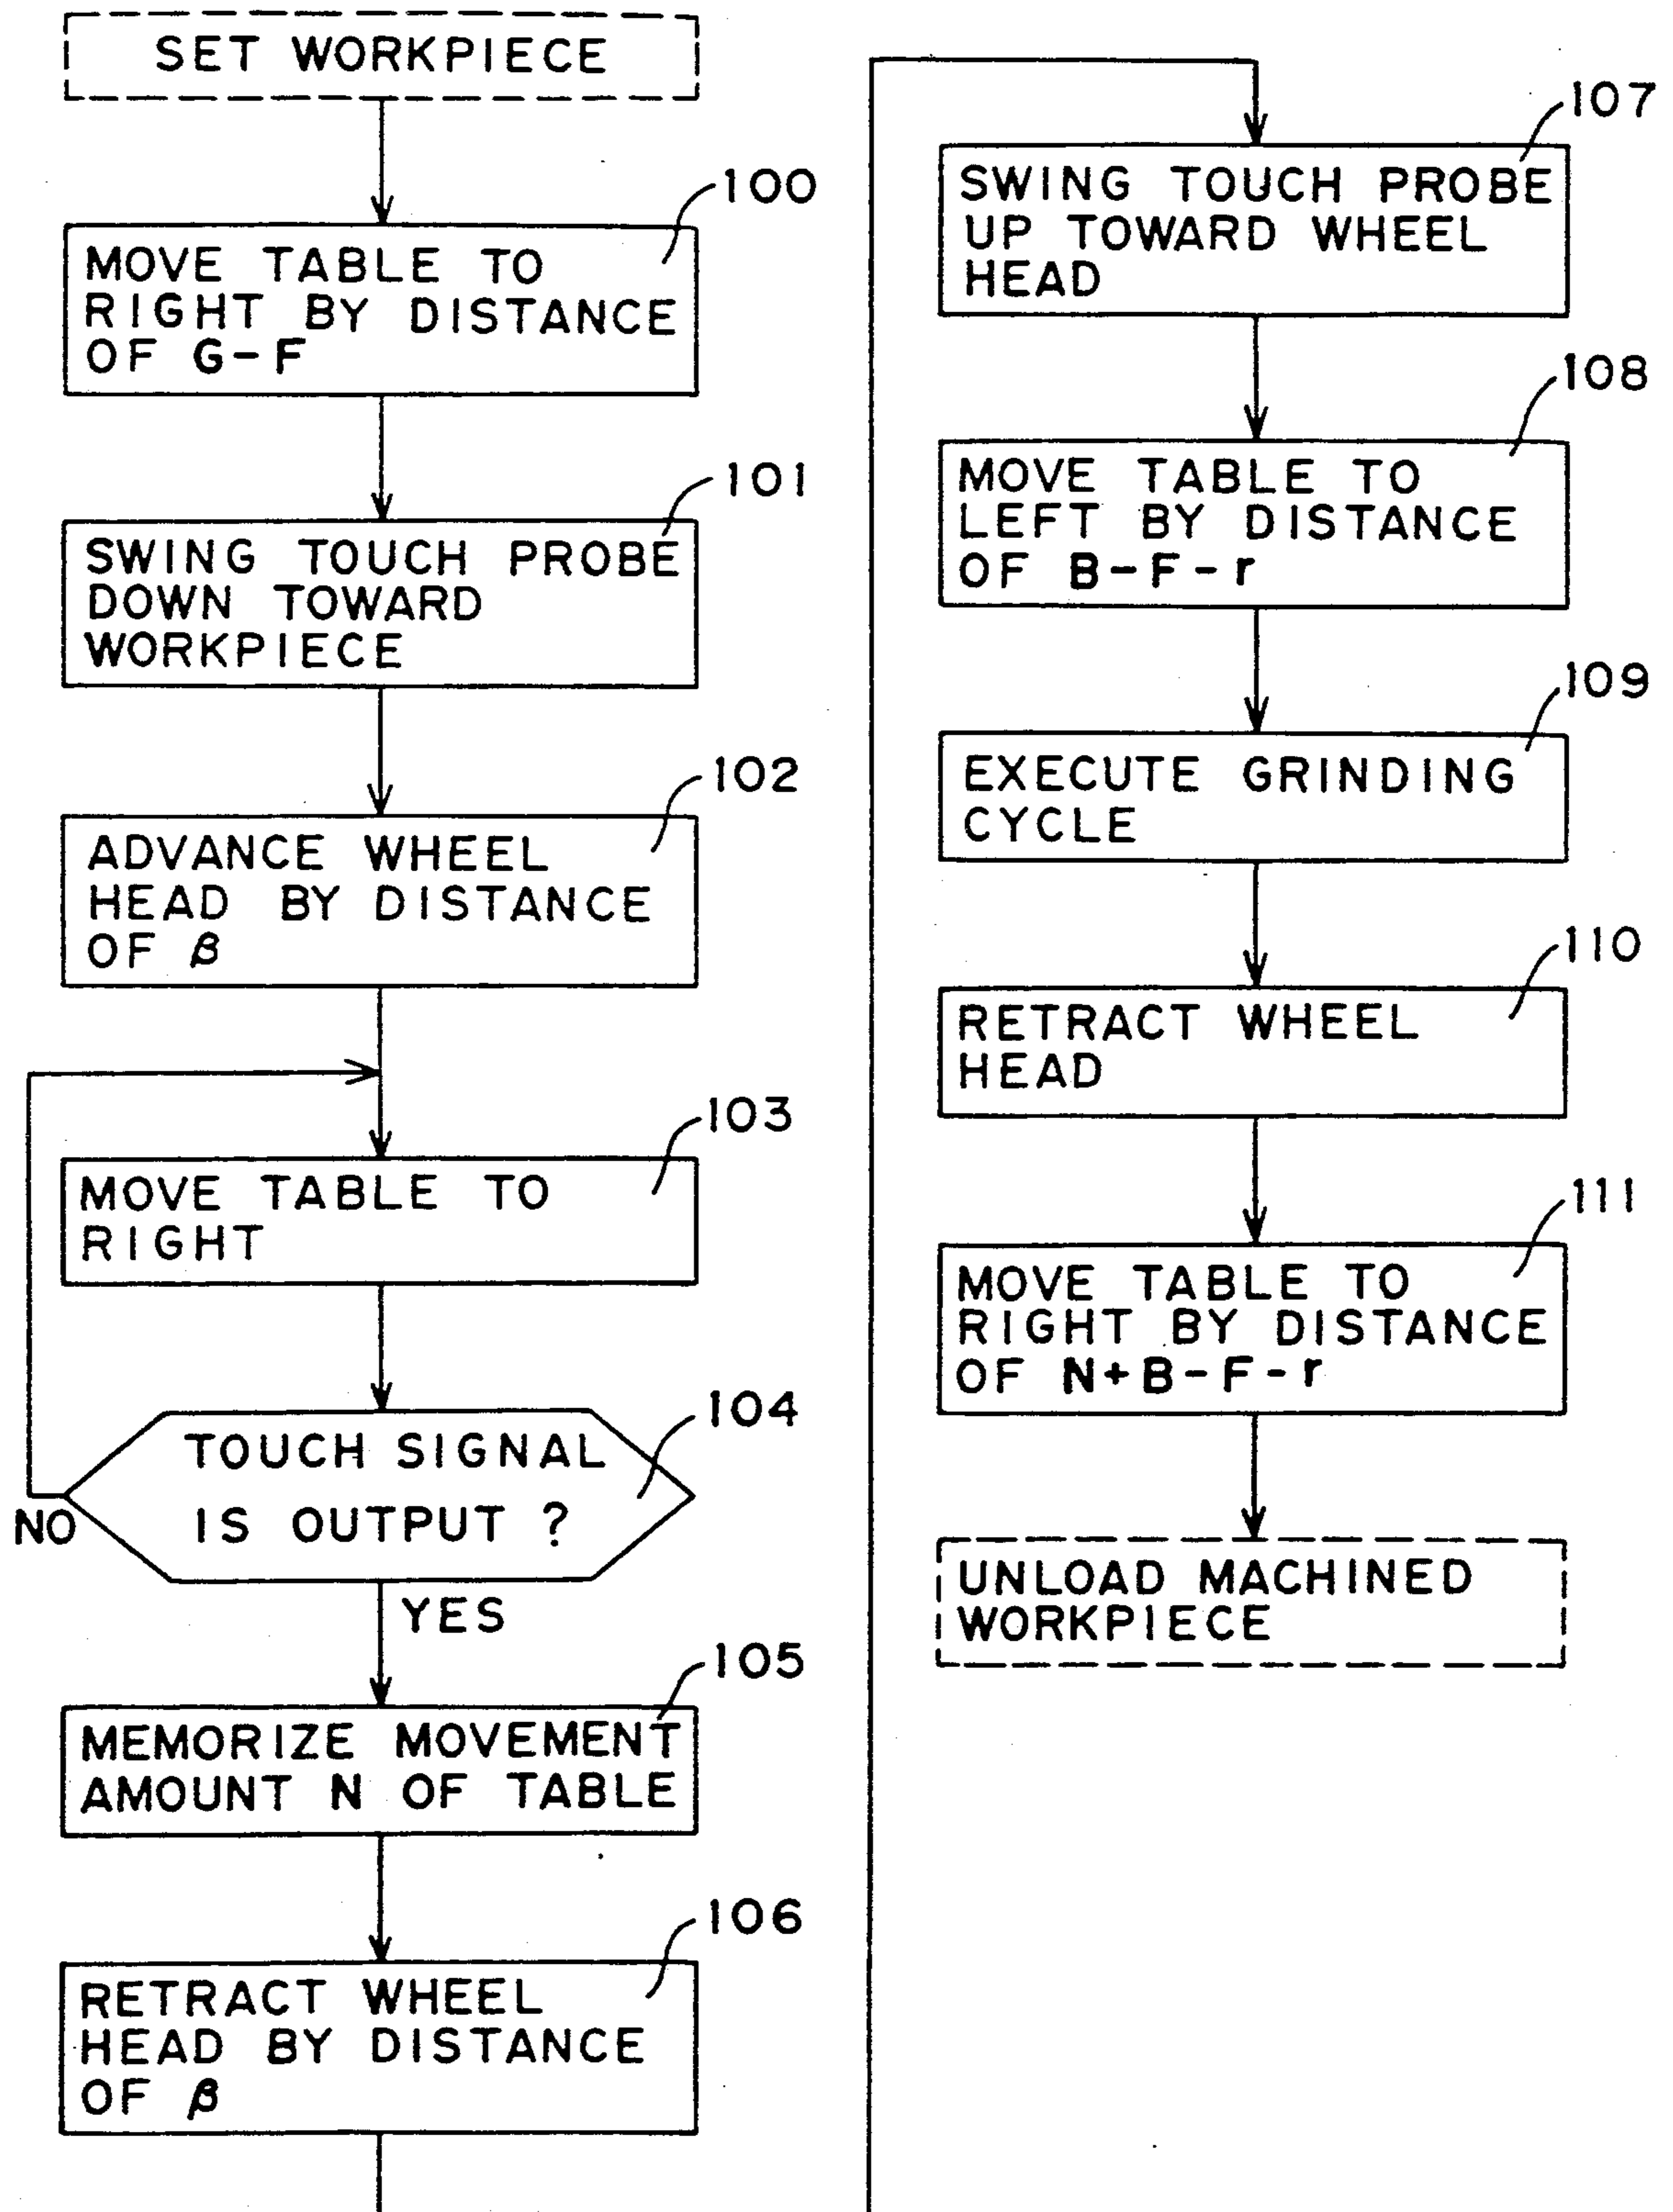 SET WORKPIECE
100
MOVE TABLE TO
RIGHT BY DISTANCE
OF G-F
101
SWING TOUCH PROBE
DOWN TOWARD
WORKPIECE
102
ADVANCE WHEEL
HEAD BY DISTANCE
OF β
103
MOVE TABLE TO
RIGHT
104
TOUCH SIGNAL
IS OUTPUT ?
NO
YES
105
MEMORIZE MOVEMENT
AMOUNT N OF TABLE
106
RETRACT WHEEL
HEAD BY DISTANCE
OF β
107
SWING TOUCH PROBE
UP TOWARD WHEEL
HEAD
108
MOVE TABLE TO
LEFT BY DISTANCE
OF B-F-r
109
EXECUTE GRINDING
CYCLE
110
RETRACT WHEEL
HEAD
111
MOVE TABLE TO
RIGHT BY DISTANCE
OF N+B-F-r
UNLOAD MACHINED
WORKPIECE